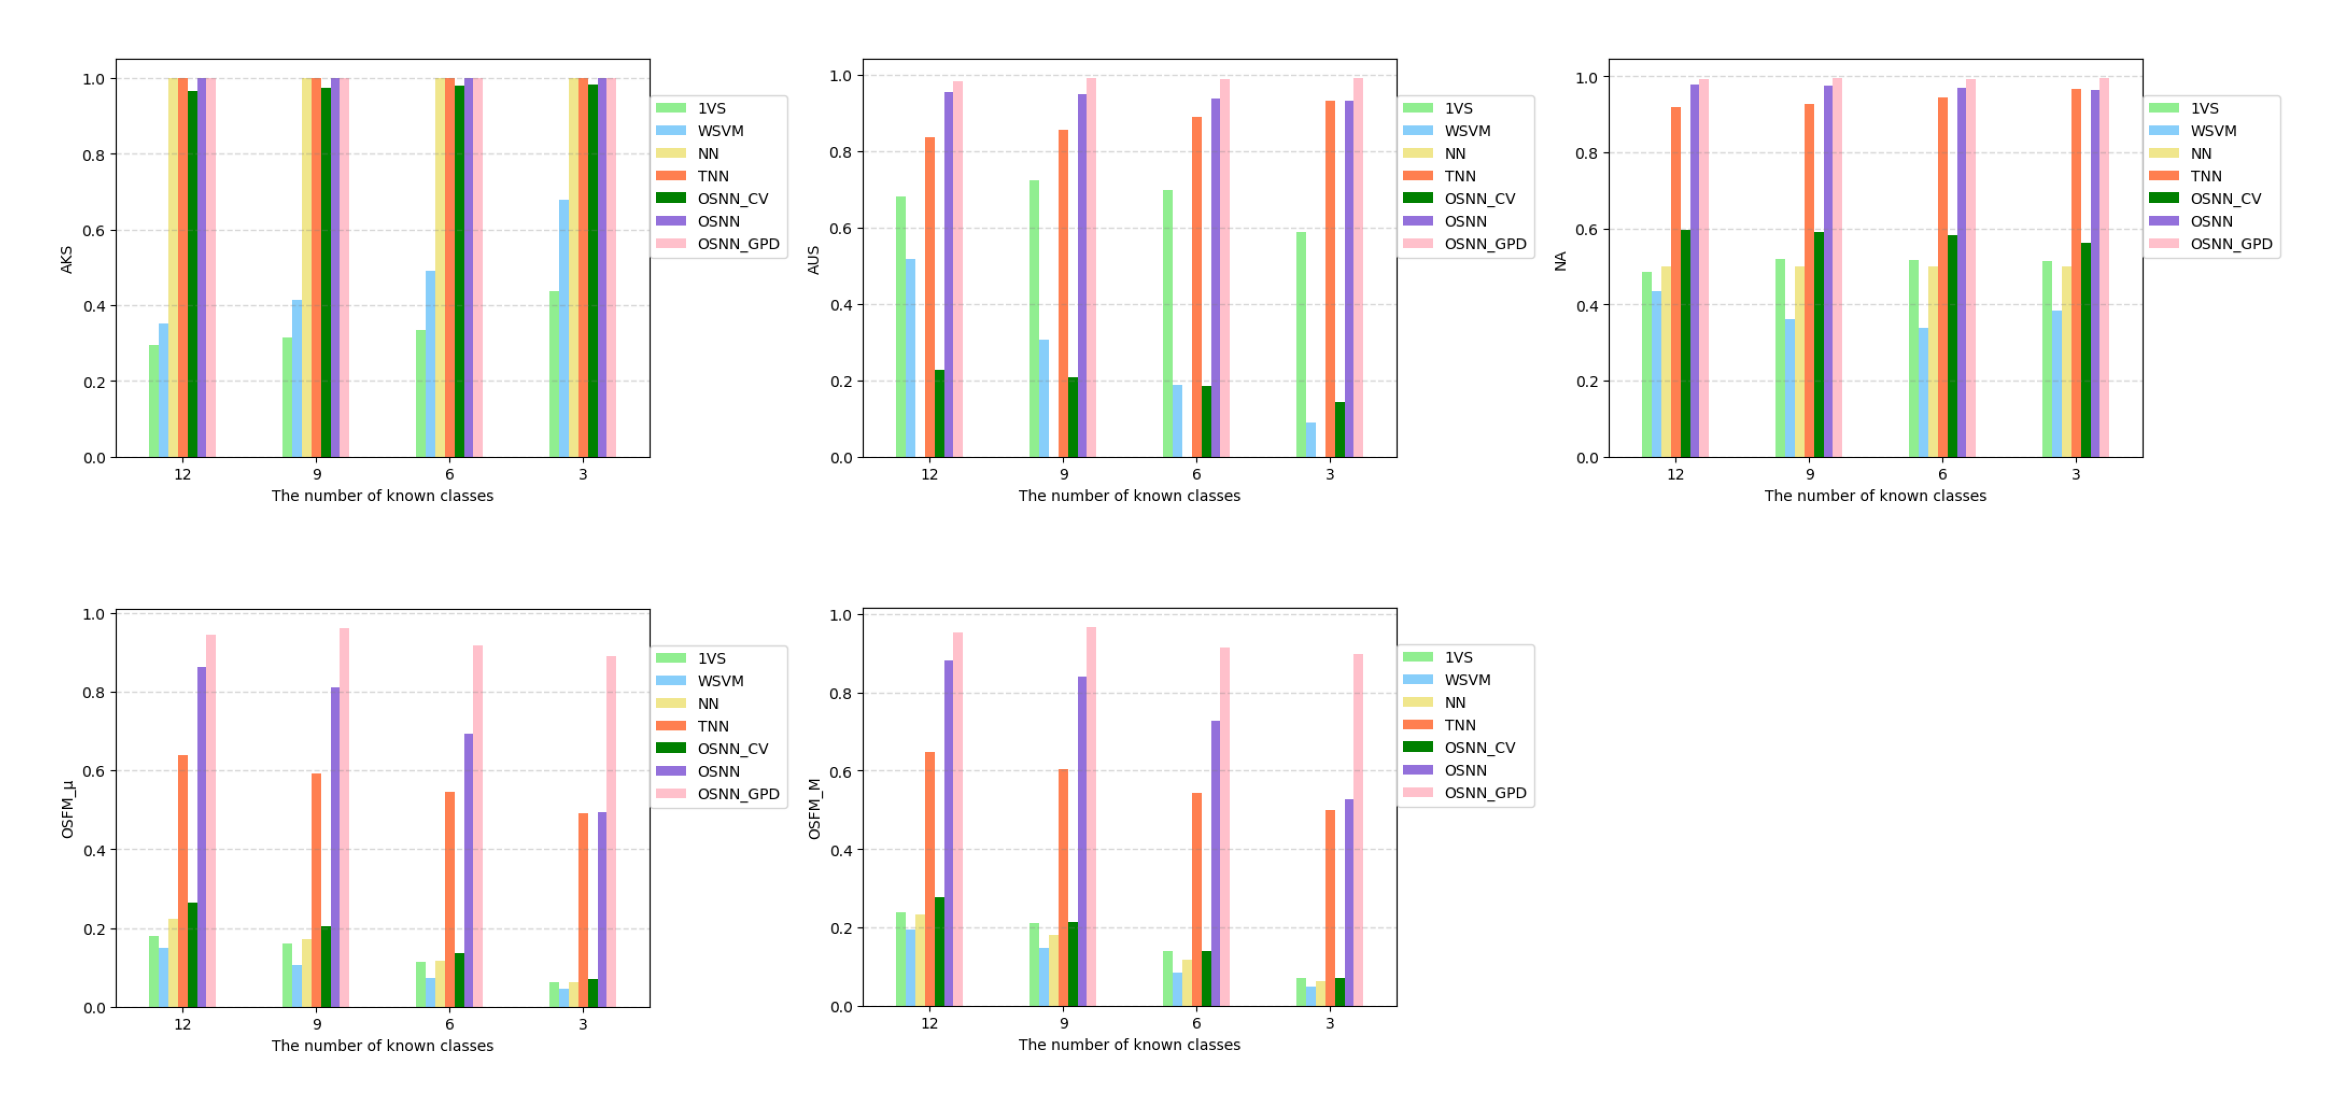 1.0
0.8
0.6
0.4
0.2
0.0
AKS
12 9 6 3
The number of known classes
1VS
WSVM
NN
TNN
OSNN_CV
OSNN
OSNN_GPD
1.0
0.8
0.6
0.4
0.2
0.0
AUS
12 9 6 3
The number of known classes
1VS
WSVM
NN
TNN
OSNN_CV
OSNN
OSNN_GPD
1.0
0.8
0.6
0.4
0.2
0.0
NA
12 9 6 3
The number of known classes
1VS
WSVM
NN
TNN
OSNN_CV
OSNN
OSNN_GPD
1.0
0.8
0.6
0.4
0.2
0.0
OSFM_μ
12 9 6 3
The number of known classes
1VS
WSVM
NN
TNN
OSNN_CV
OSNN
OSNN_GPD
1.0
0.8
0.6
0.4
0.2
0.0
OSFM_M
12 9 6 3
The number of known classes
1VS
WSVM
NN
TNN
OSNN_CV
OSNN
OSNN_GPD